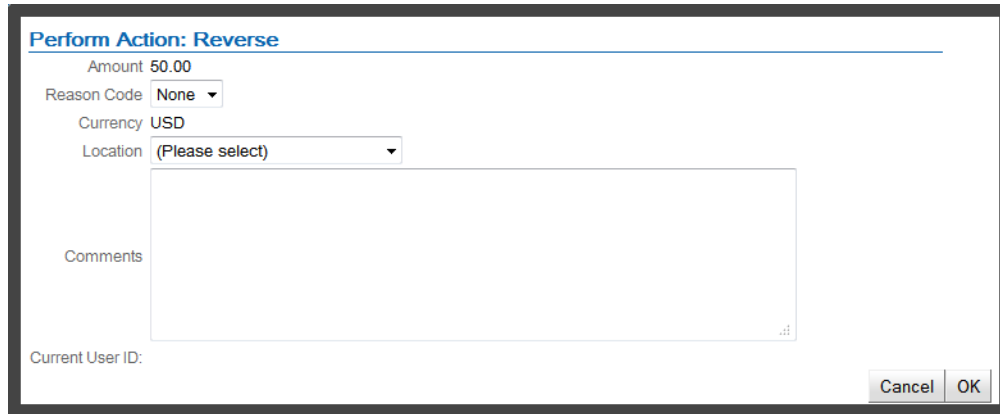 Perform Action: Reverse
Amount 50.00
Reason Code None
Currency USD
Location (Please select)
Comments
Current User ID:
Cancel OK